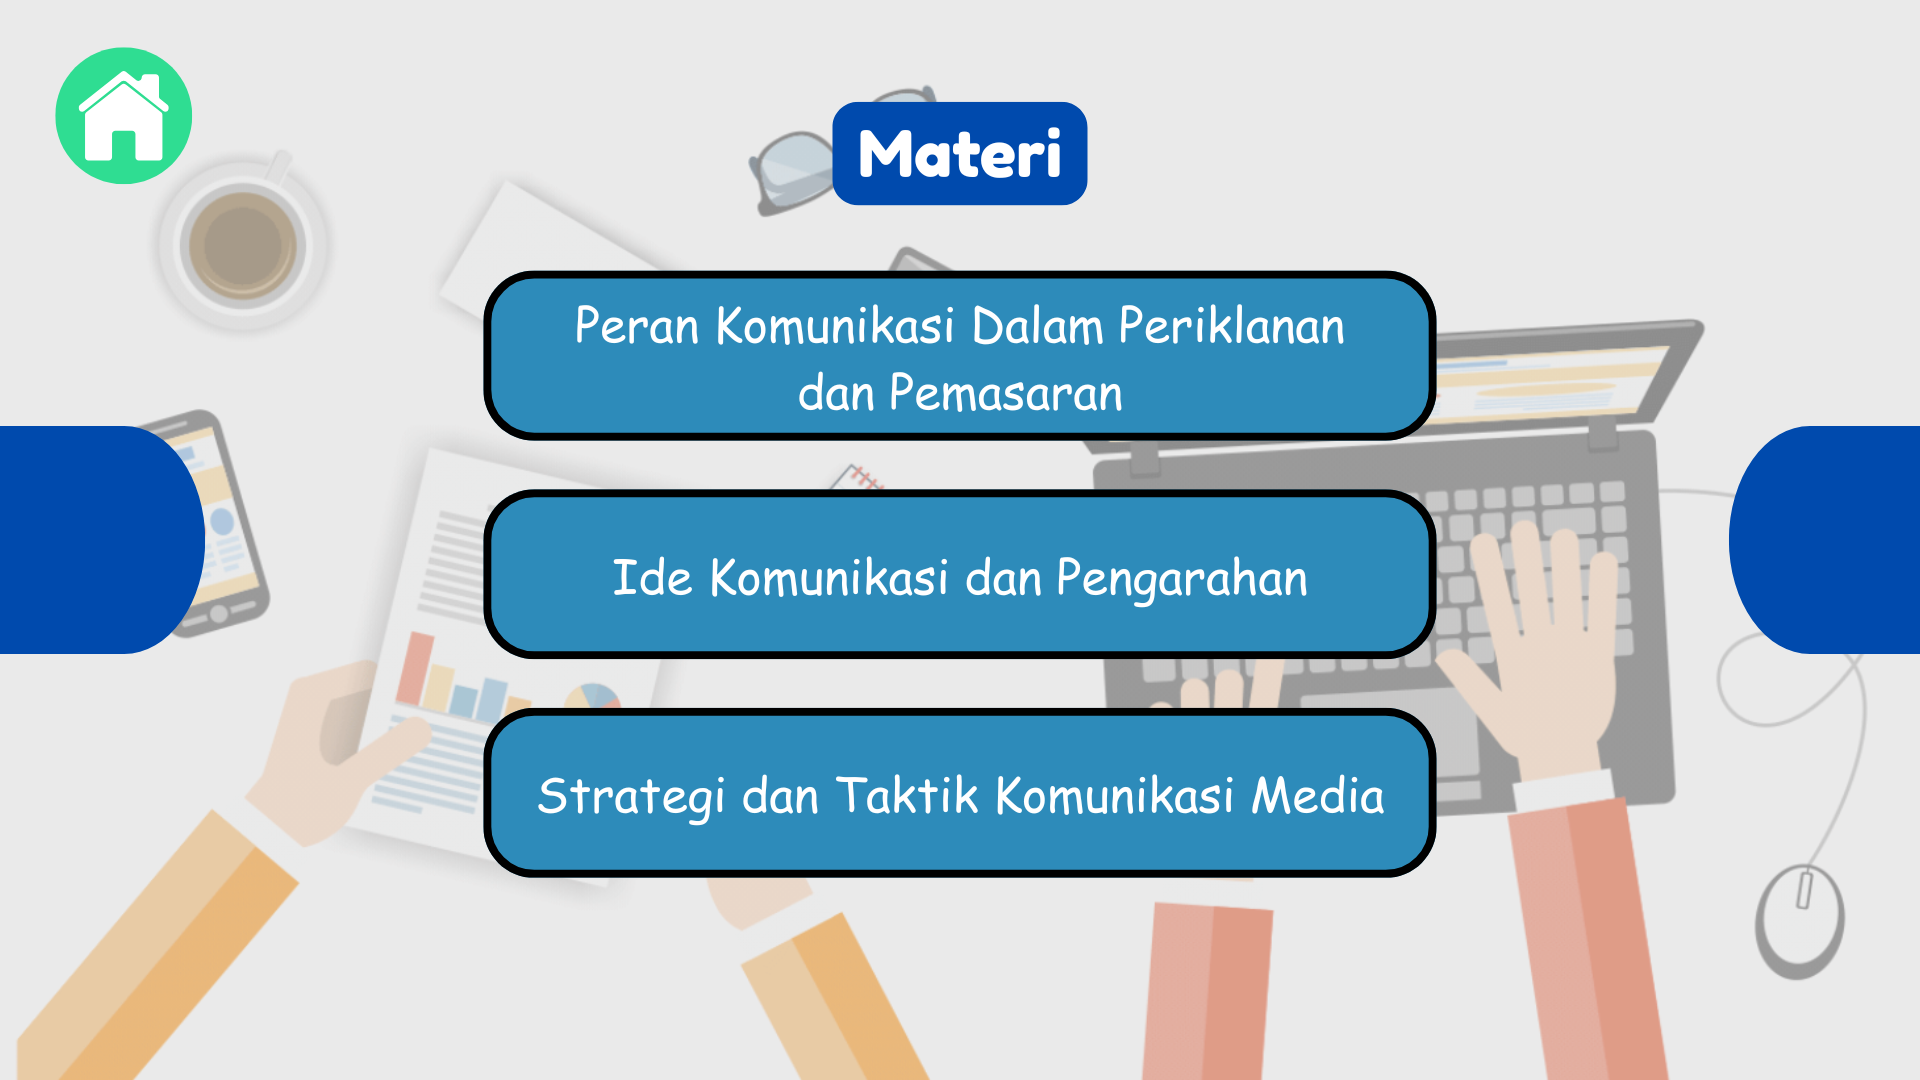 Materi
Peran Komunikasi Dalam Periklanan
dan Pemasaran
Ide Komunikasi dan Pengarahan
Strategi dan Taktik Komunikasi Media